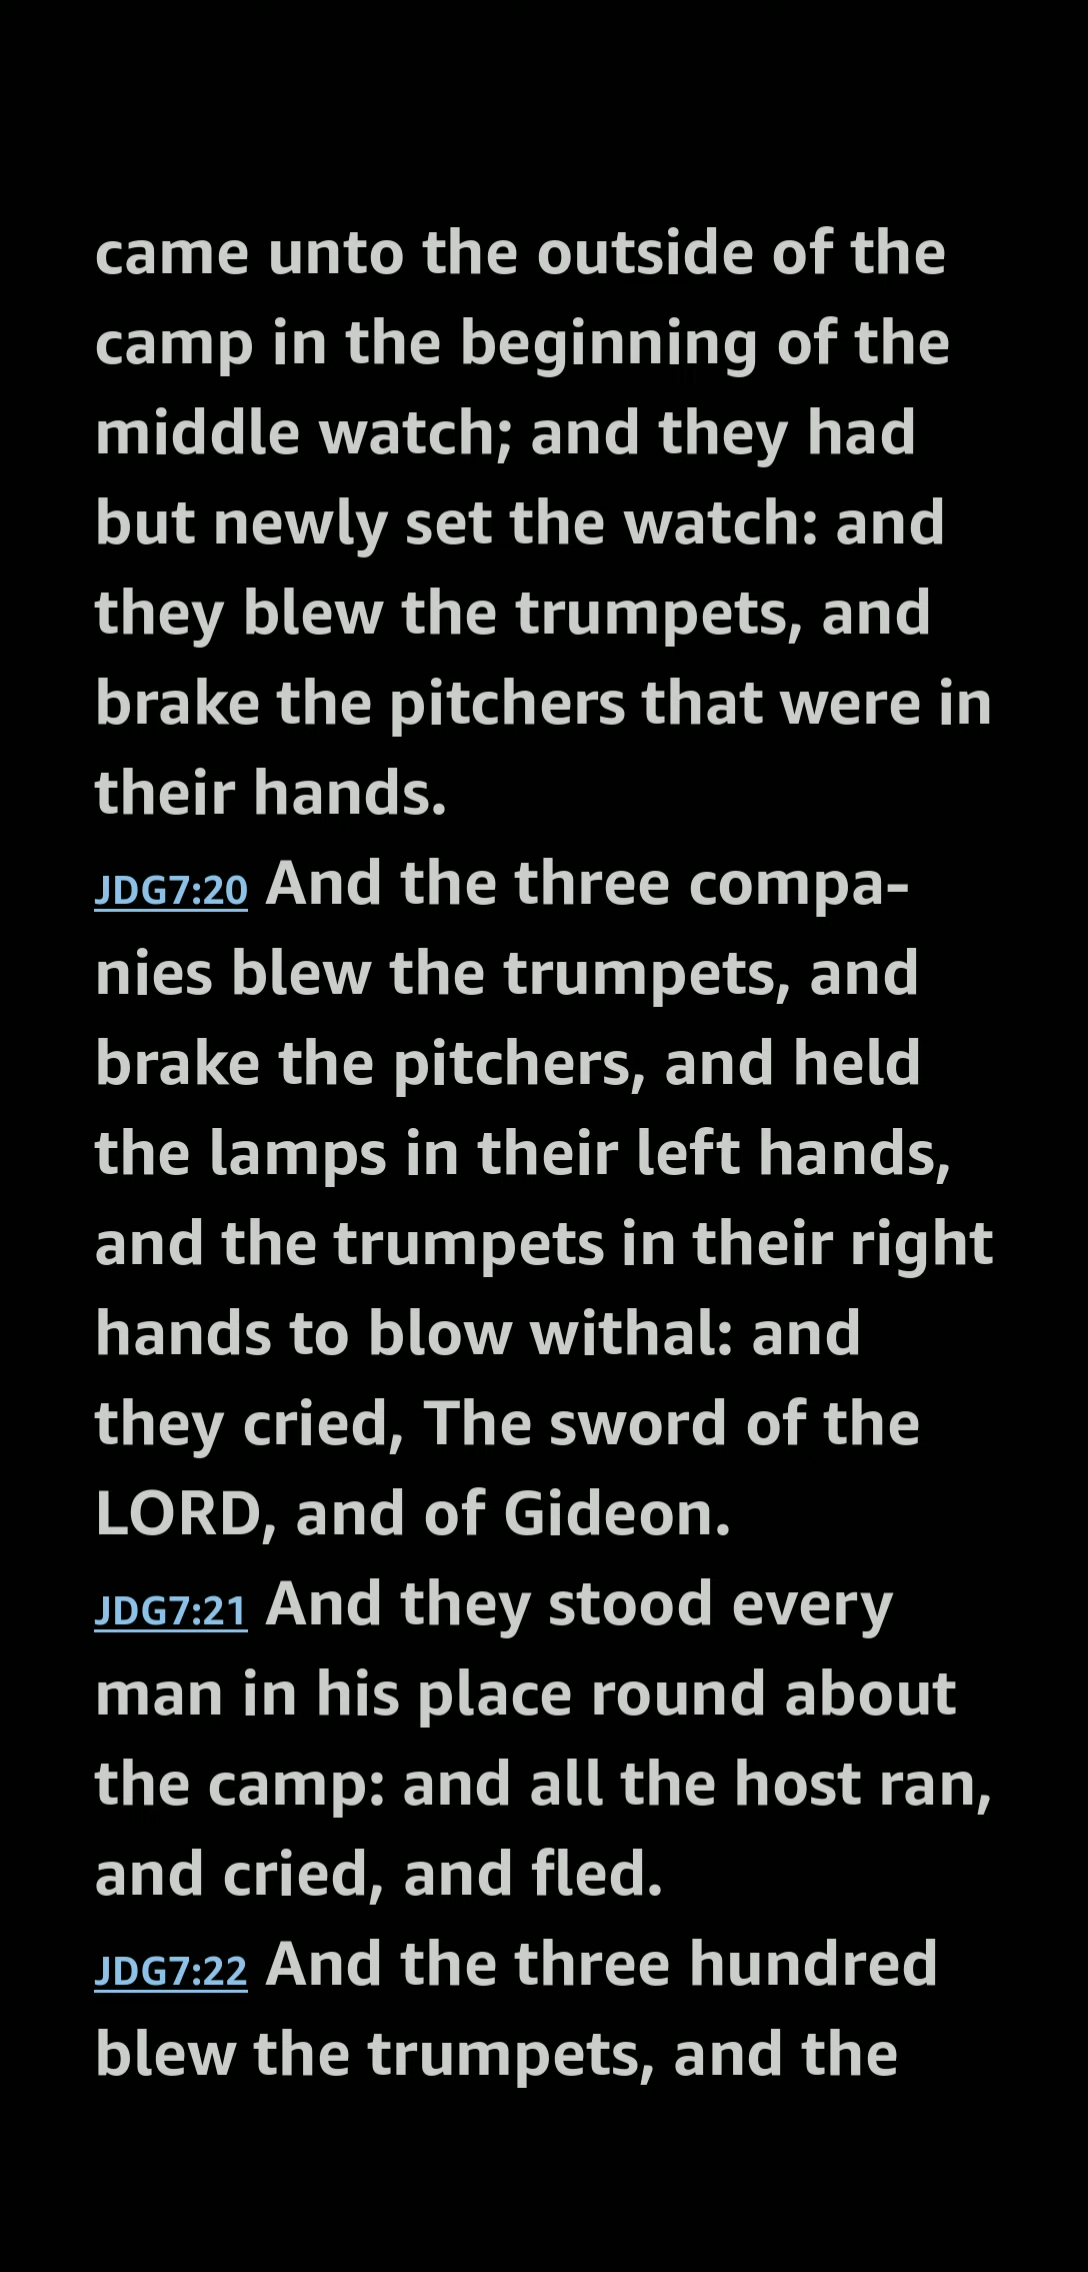 came unto the outside of the
camp in the beginning of the
middle watch; and they had
but newly set the watch: and
they blew the trumpets, and
brake the pitchers that were in
their hands.
JDG7:20 And the three compa-
nies blew the trumpets, and
brake the pitchers, and held
the lamps in their left hands,
and the trumpets in their right
hands to blow withal: and
they cried, The sword of the
LORD, and of Gideon.
JDG7:21 And they stood every
man in his place round about
the camp: and all the host ran,
and cried, and fled.
JDG7:22 And the three hundred
blew the trumpets, and the